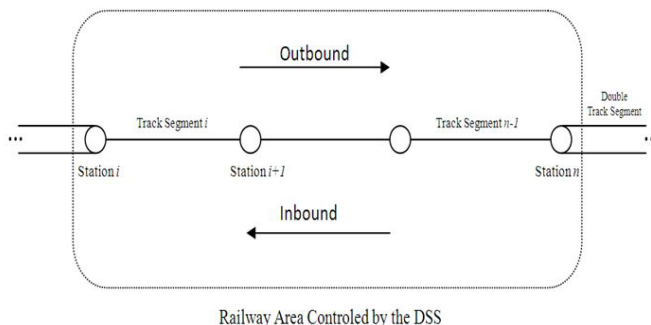 Outbound
Double
Track Segment
Track Segment i
Track Segment n-1
...
...
Station i
Station i+1
Station n
Inbound
Railway Area Controled by the DSS